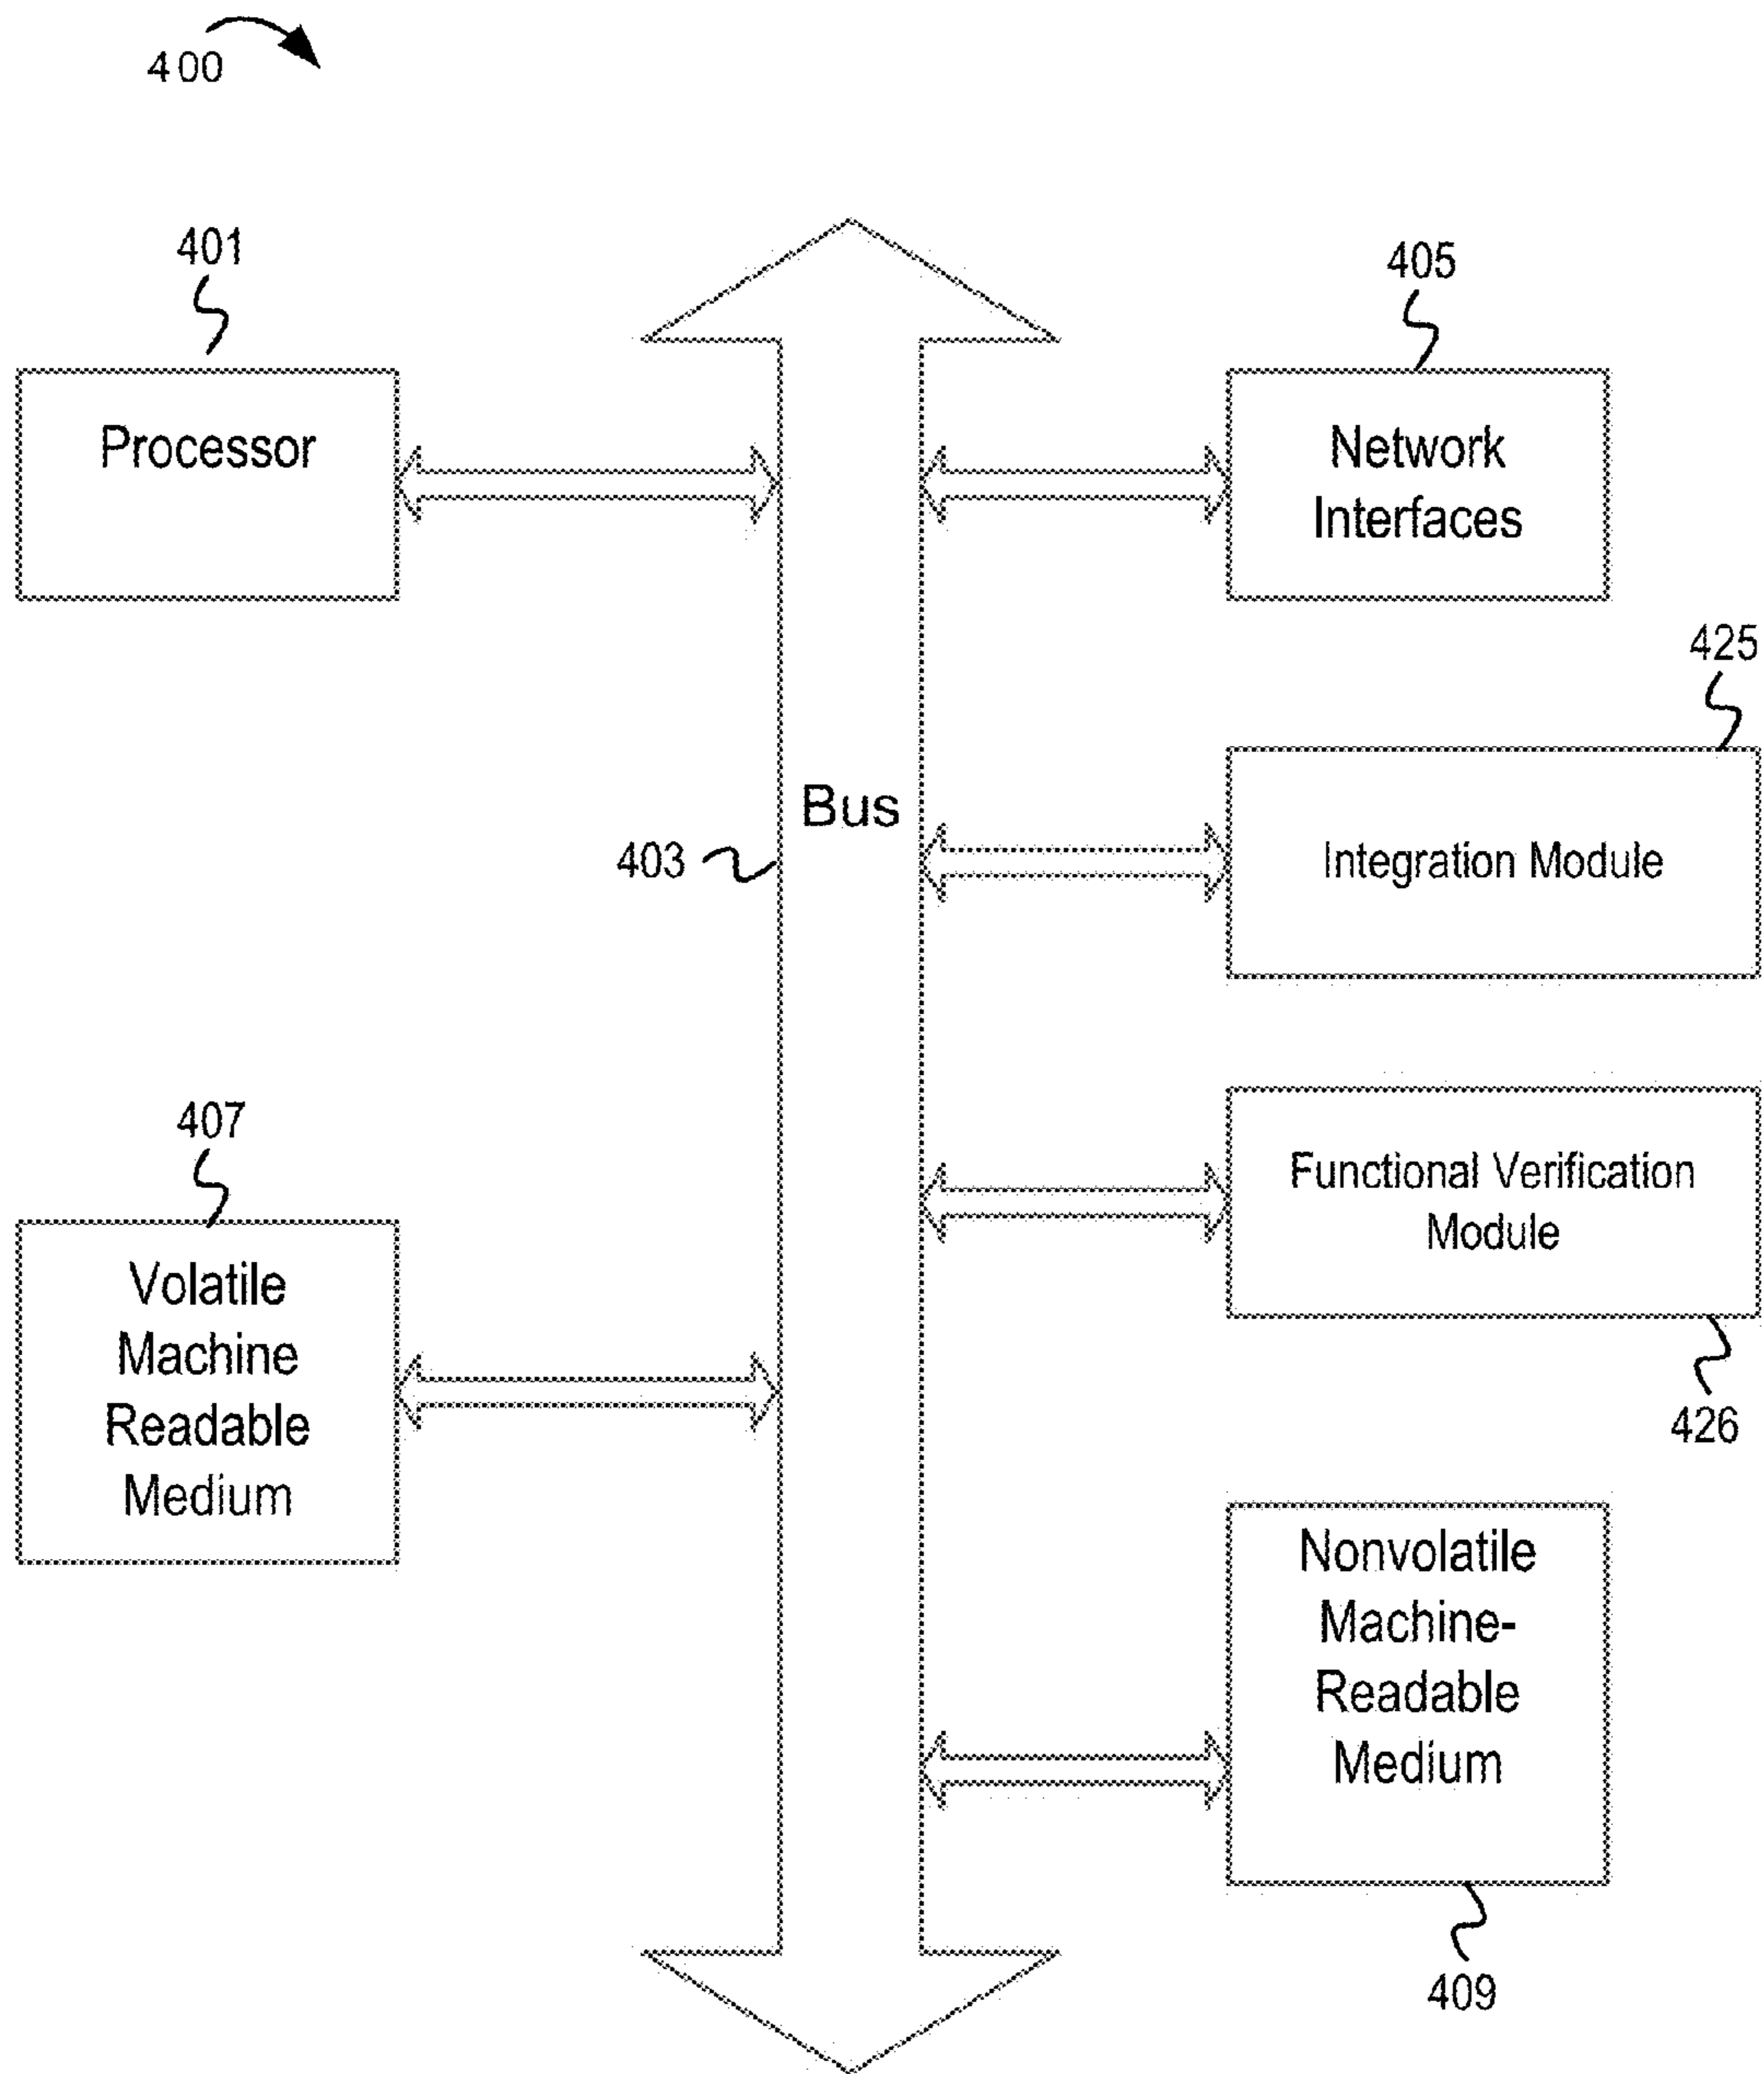 400
401
Processor
405
Network
Interfaces
425
Integration Module
Bus
403
Functional Verification
Module
426
407
Volatile
Machine
Readable
Medium
Nonvolatile
Machine-
Readable
Medium
409